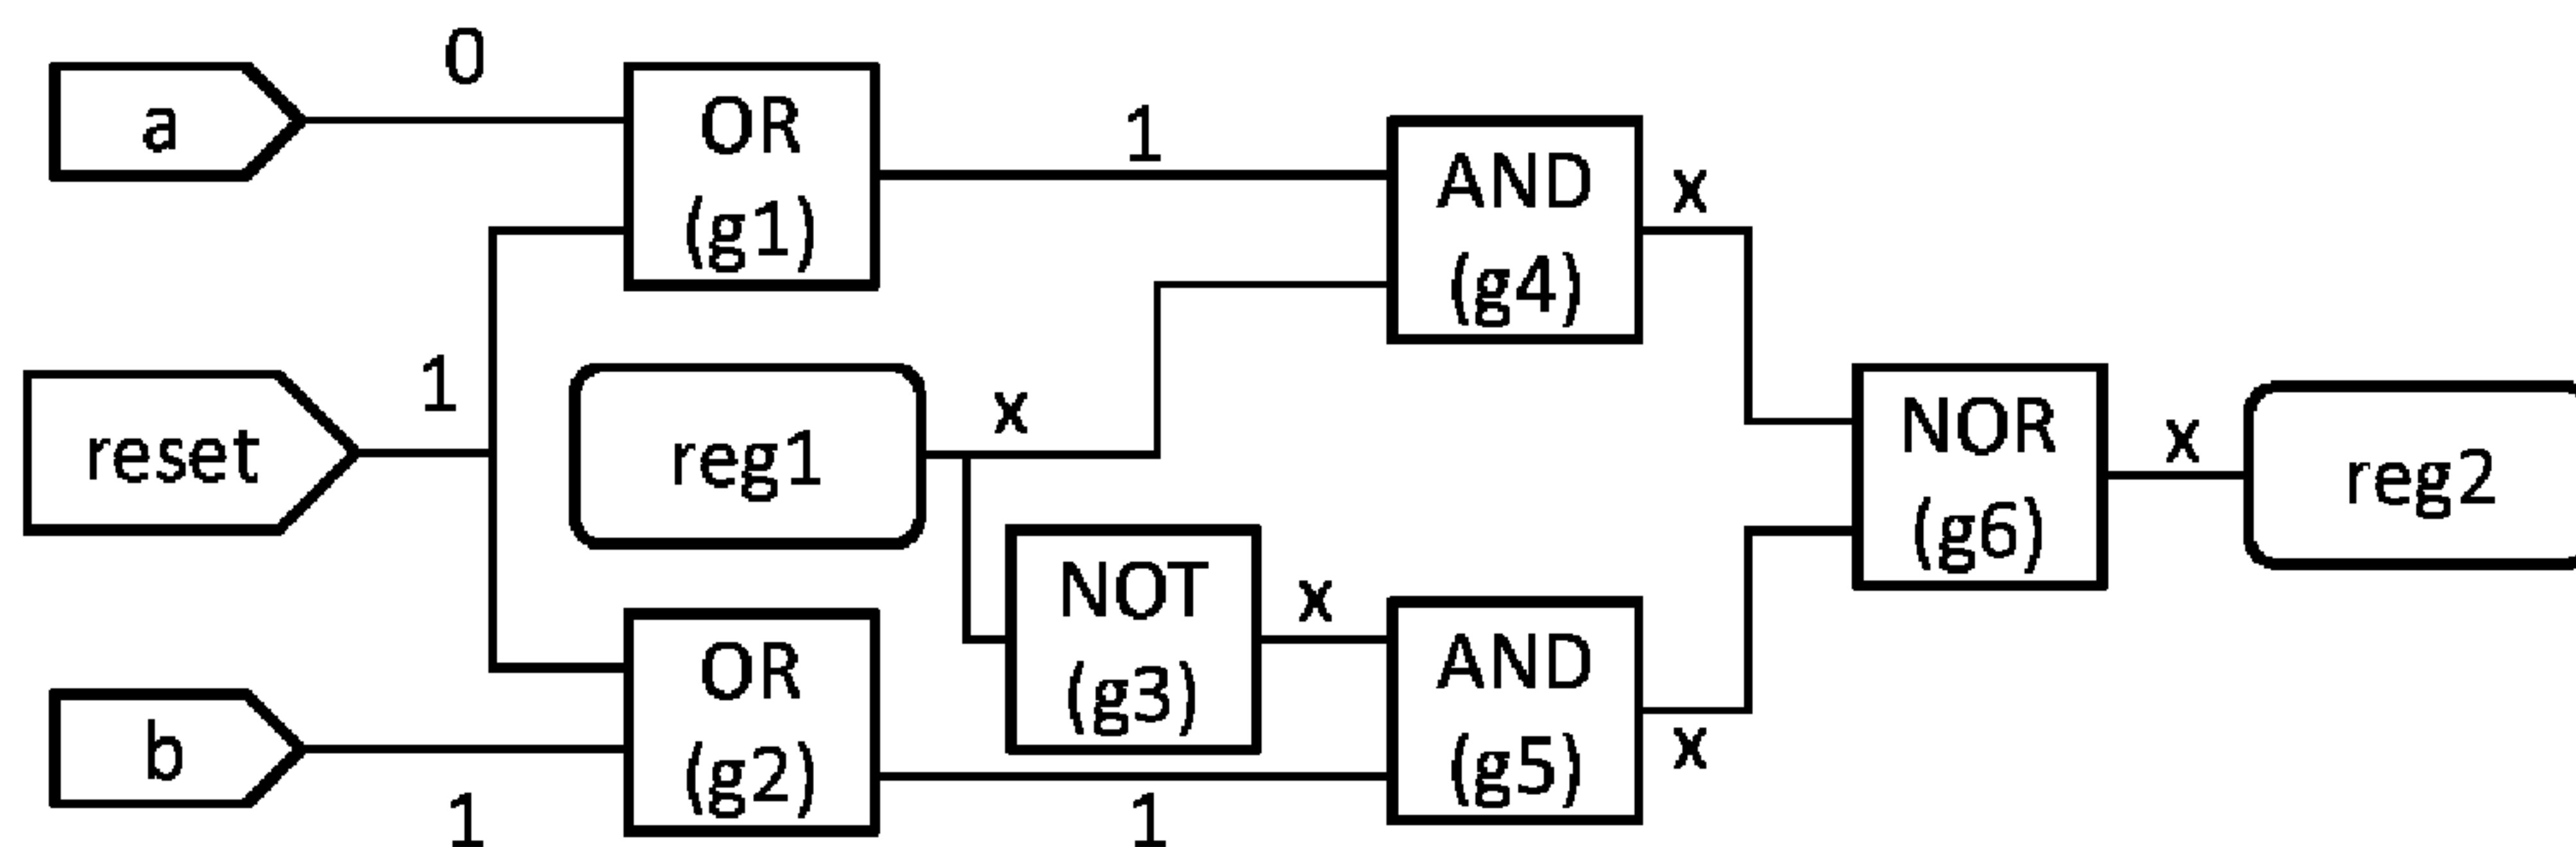 0
a
OR
(g1)
1
AND
(g4)
x
reset
1
reg1
x
NOT
(g3)
x
NOR
(g6)
x
reg2
b
1
OR
(g2)
1
AND
(g5)
x